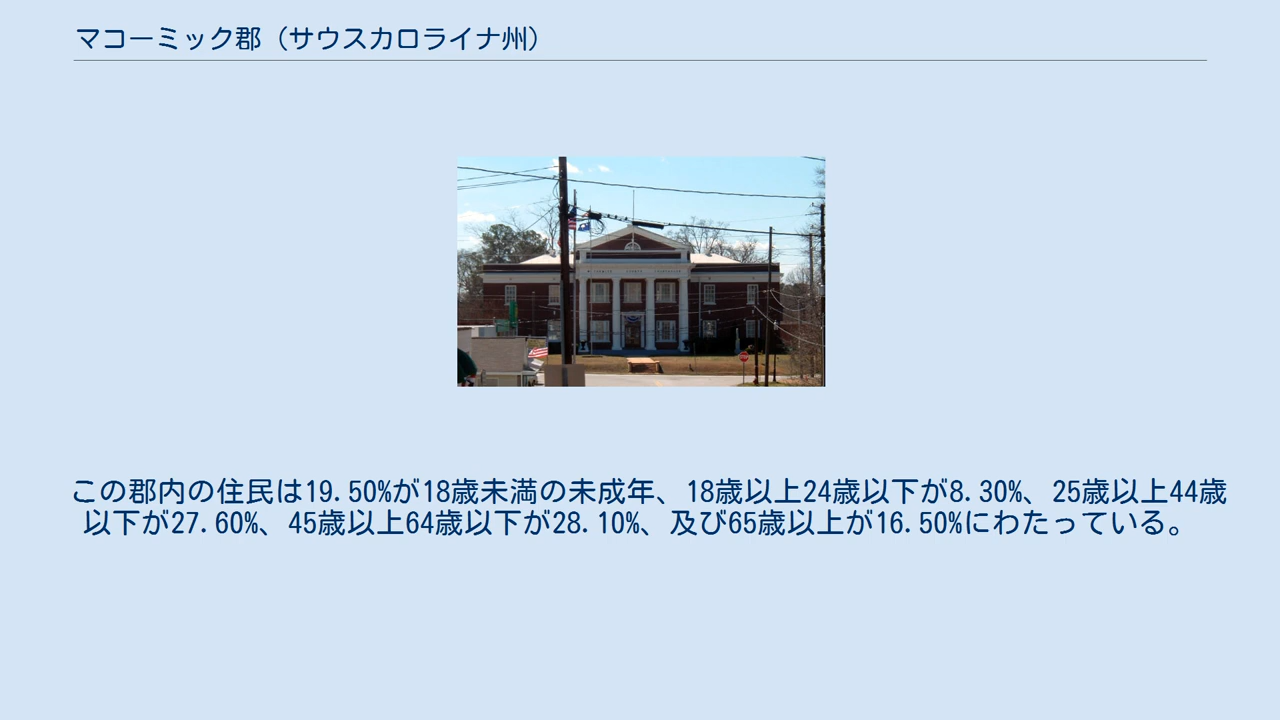 マコーミック郡（サウスカロライナ州）
この郡内の住民は19.50%が18歳未満の未成年、18歳以上24歳以下が8.30%、25歳以上44歳
以下が27.60%、45歳以上64歳以下が28.10%、及び65歳以上が16.50%にわたっている。